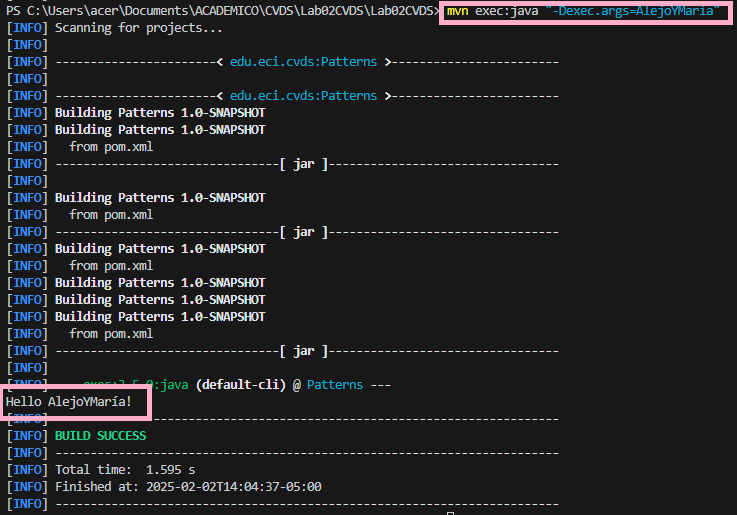 PS C:\Users\acer\Documents\ACADEMICO\CVDS\Lab02CVDS\Lab02CVDS> mvn exec:java "-Dexec.args=AlejoYMaría"
[INFO] Scanning for projects...
[INFO]
[INFO] -----------------------< edu.eci.cvds:Patterns >------------------------
[INFO]
[INFO] -----------------------< edu.eci.cvds:Patterns >------------------------
[INFO] Building Patterns 1.0-SNAPSHOT
[INFO] Building Patterns 1.0-SNAPSHOT
[INFO]   from pom.xml
[INFO] --------------------------------[ jar ]---------------------------------
[INFO]
[INFO] Building Patterns 1.0-SNAPSHOT
[INFO]   from pom.xml
[INFO] --------------------------------[ jar ]---------------------------------
[INFO] Building Patterns 1.0-SNAPSHOT
[INFO]   from pom.xml
[INFO] Building Patterns 1.0-SNAPSHOT
[INFO] Building Patterns 1.0-SNAPSHOT
[INFO] Building Patterns 1.0-SNAPSHOT
[INFO]   from pom.xml
[INFO] --------------------------------[ jar ]---------------------------------
[INFO]
[INFO] exec:3.5.0:java (default-cli) @ Patterns ---
Hello AlejoYMaría!
[INFO] ------------------------------------------------------------------------
[INFO] BUILD SUCCESS
[INFO] ------------------------------------------------------------------------
[INFO] Total time:  1.595 s
[INFO] Finished at: 2025-02-02T14:04:37-05:00
[INFO] ------------------------------------------------------------------------